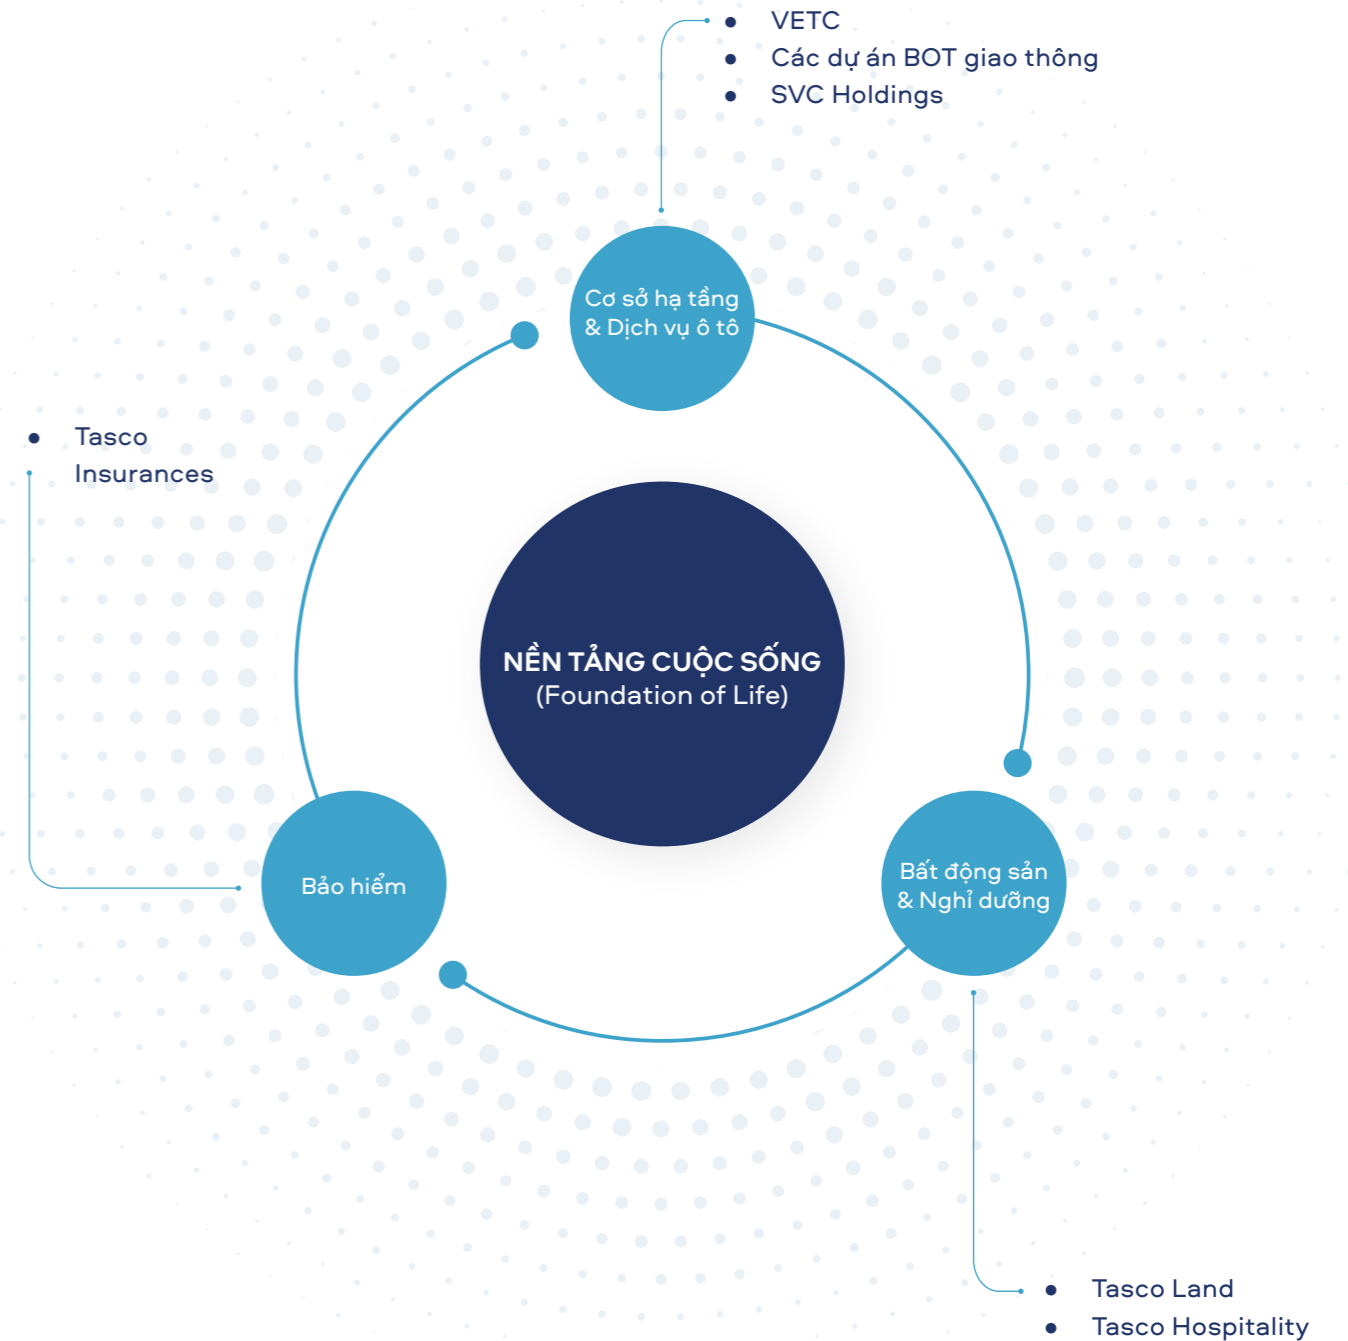 VETC
Các dự án BOT giao thông
SVC Holdings
Cơ sở hạ tầng
& Dịch vụ ô tô
Tasco
Insurances
NỀN TẢNG CUỘC SỐNG
(Foundation of Life)
Bảo hiểm
Bất động sản
& Nghỉ dưỡng
Tasco Land
Tasco Hospitality